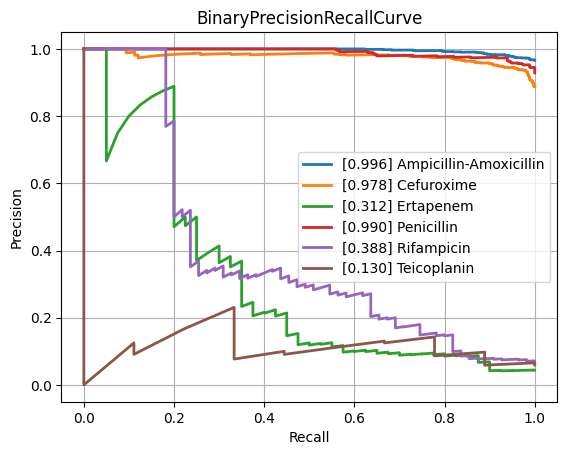 BinaryPrecisionRecallCurve
Precision
1.0
0.8
0.6
0.4
0.2
0.0
[0.996] Ampicillin-Amoxicillin
[0.978] Cefuroxime
[0.312] Ertapenem
[0.990] Penicillin
[0.388] Rifampicin
[0.130] Teicoplanin
0.0 0.2 0.4 0.6 0.8 1.0
Recall